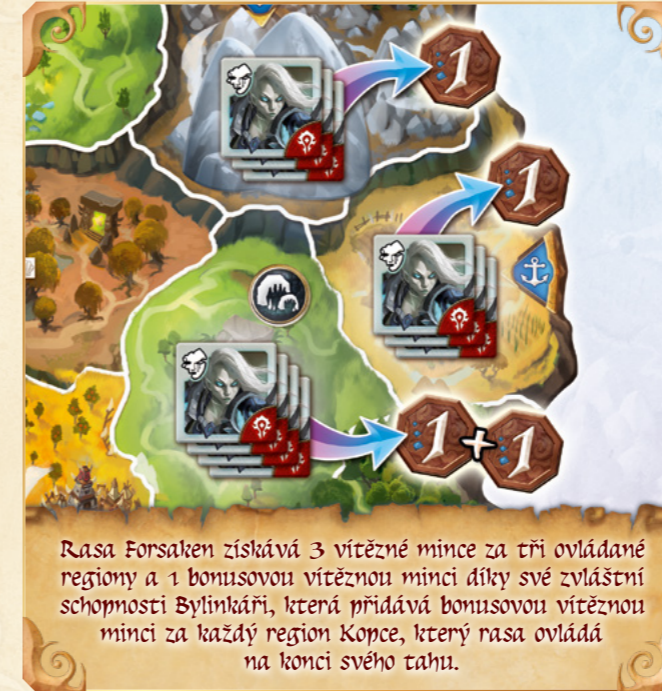 1
1
1+1
Rasa Forsaken získává 3 vítězné mince za tři ovládané
regiony a 1 bonusovou vítěznou minci díky své zvláštní
schopnosti Bylinkáři, která přidává bonusovou vítěznou
minci za každý region Kopce, který rasa ovládá
na konci svého tahu.